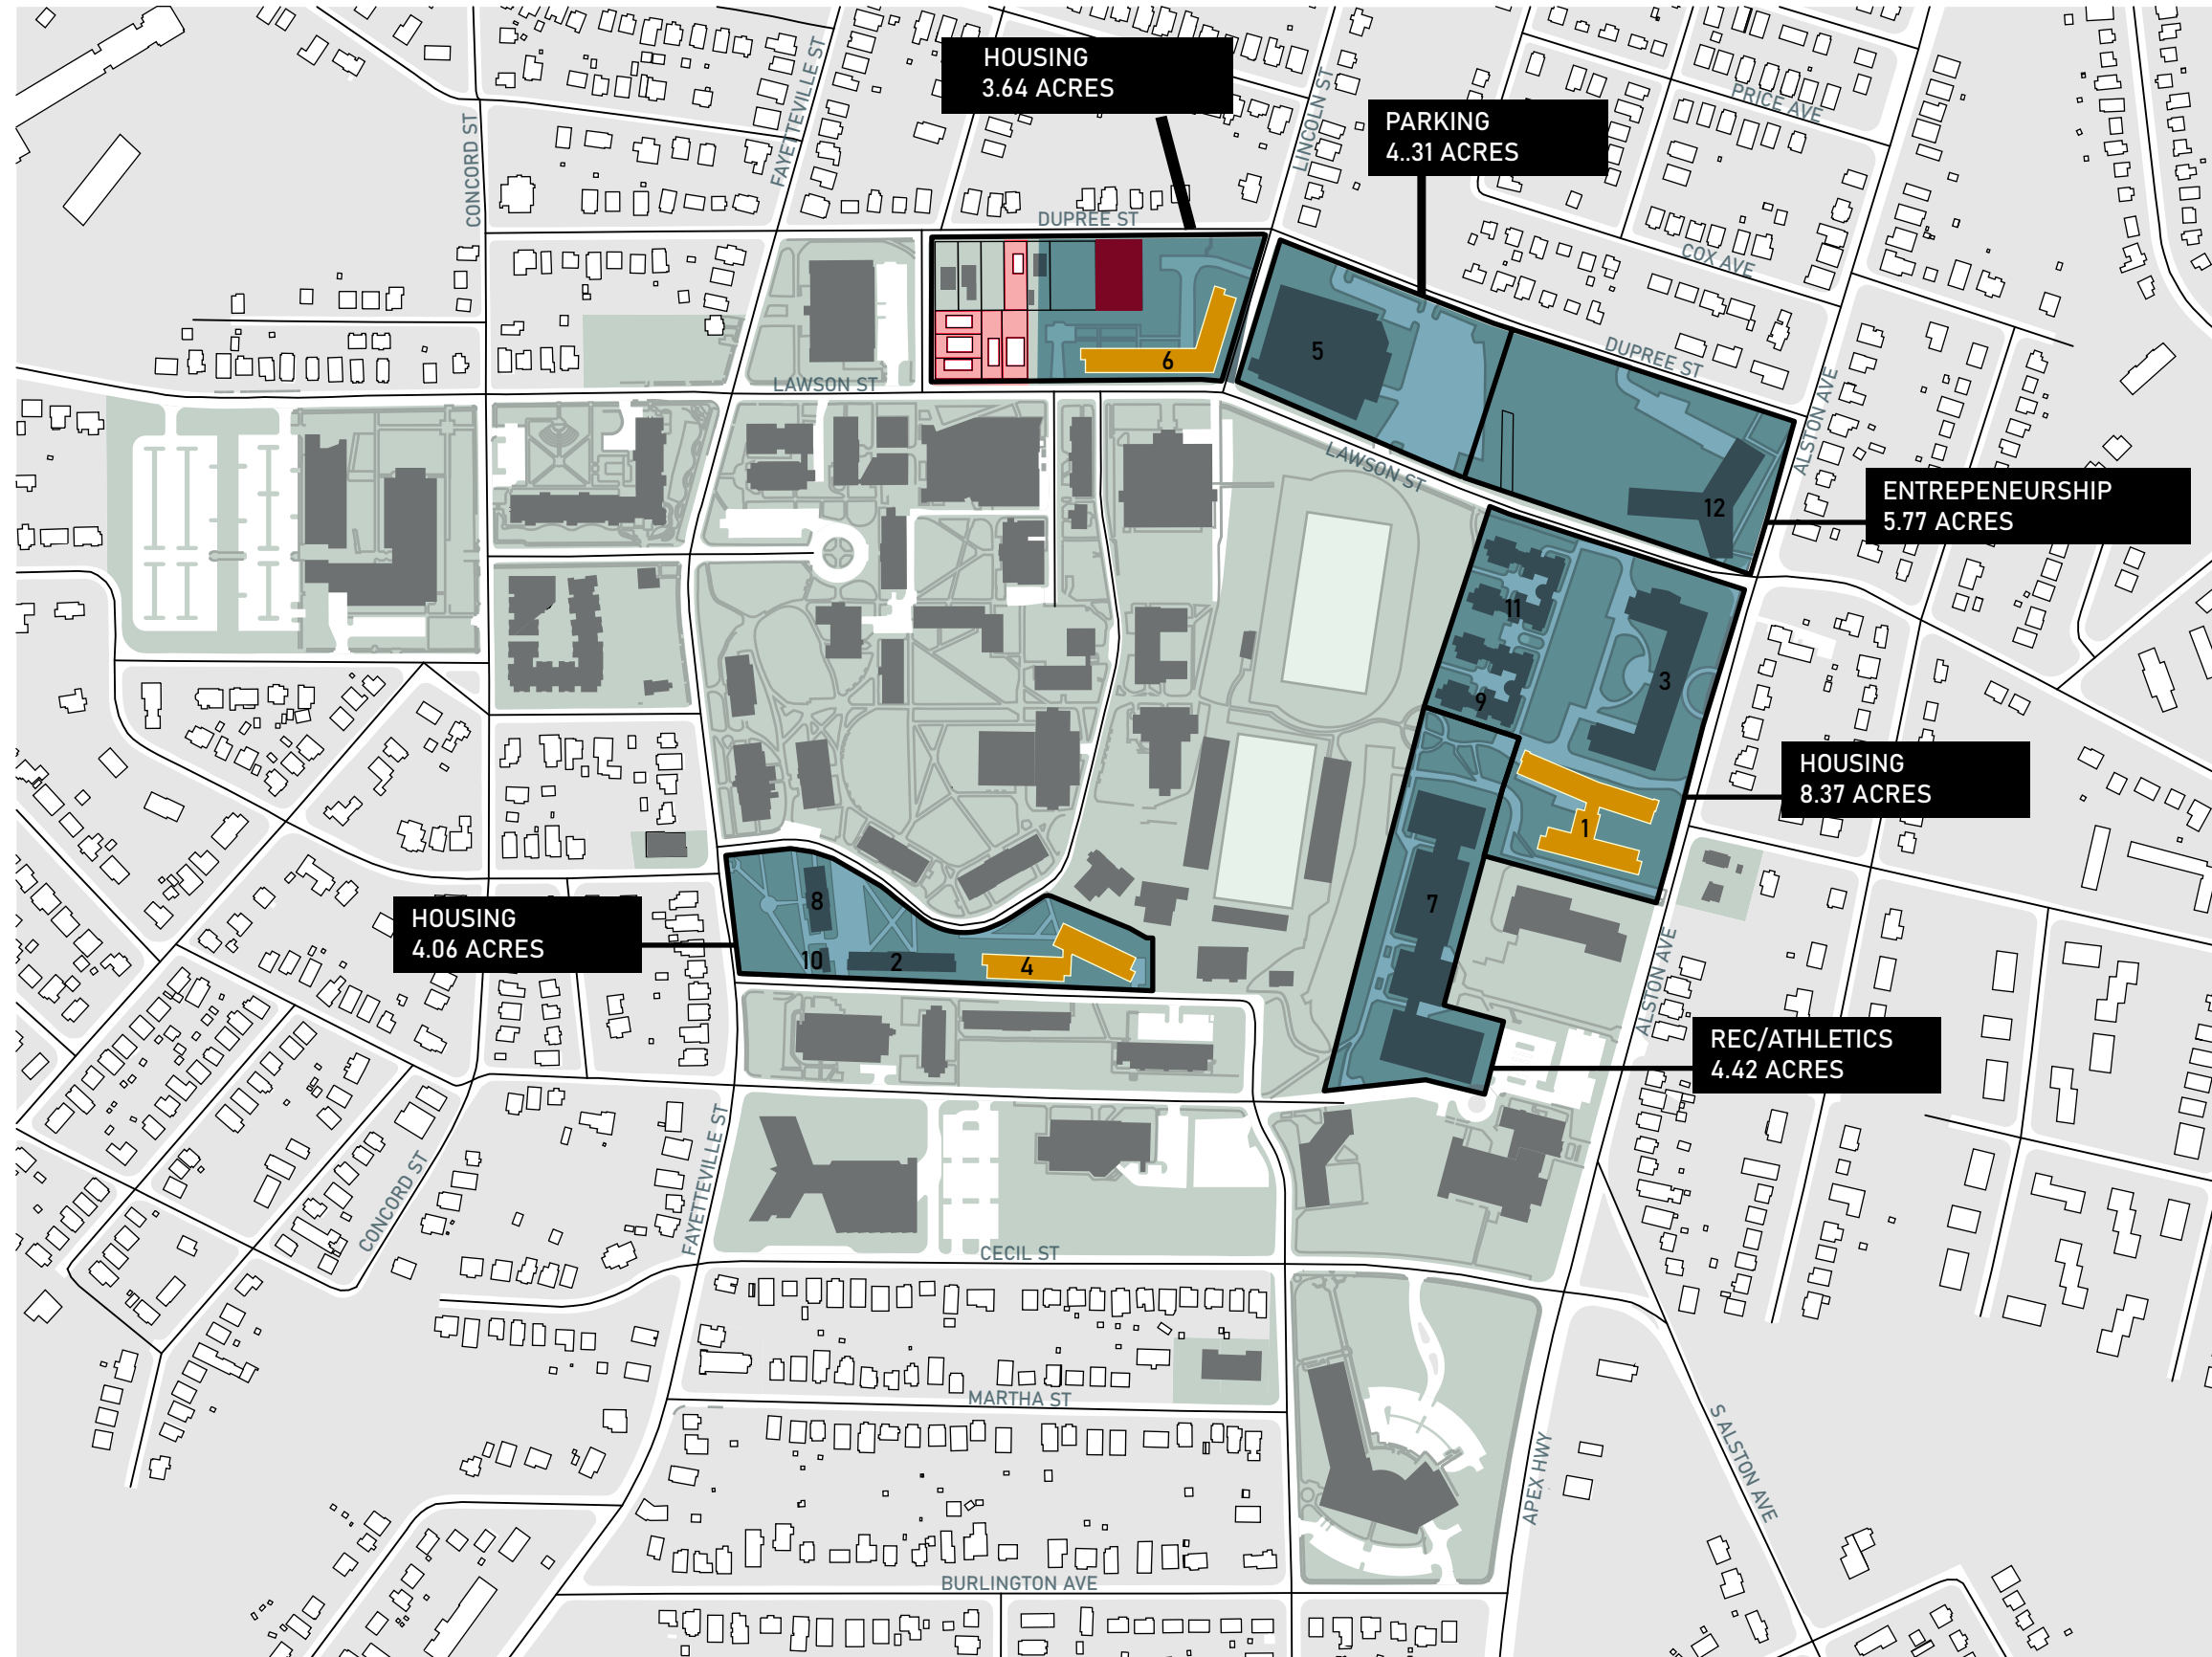 FAYETTEVILLE ST
HOUSING
3.64 ACRES
LINCOLN ST
PARKING
4..31 ACRES
PRICE AVE
CONCORD ST
DUPREE ST
COX AVE
5
6
DUPREE ST
LAWSON ST
ALSTON AVE
LAWSON ST
12
ENTREPENEURSHIP
5.77 ACRES
11
3
9
HOUSING
8.37 ACRES
1
8
7
HOUSING
4.06 ACRES
10
2
4
ALSTON AVE
REC/ATHLETICS
4.42 ACRES
CONCORD ST
FAYETTEVILLE ST
CECIL ST
MARTHA ST
S ALSTON AVE
APEX HWY
BURLINGTON AVE